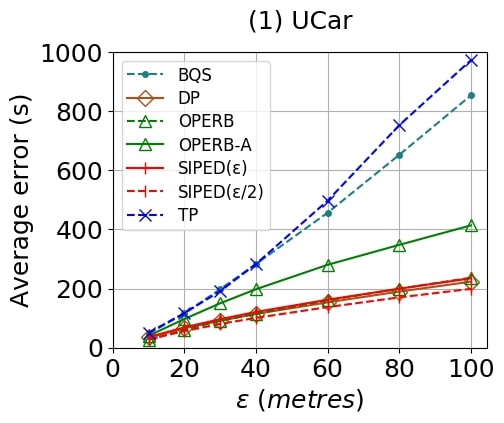 (1) UCar
Average error (s)
1000
800
600
400
200
0
BQS
DP
OPERB
OPERB-A
SIPED(ε)
SIPED(ε/2)
TP
0 20 40 60 80 100
ε (metres)